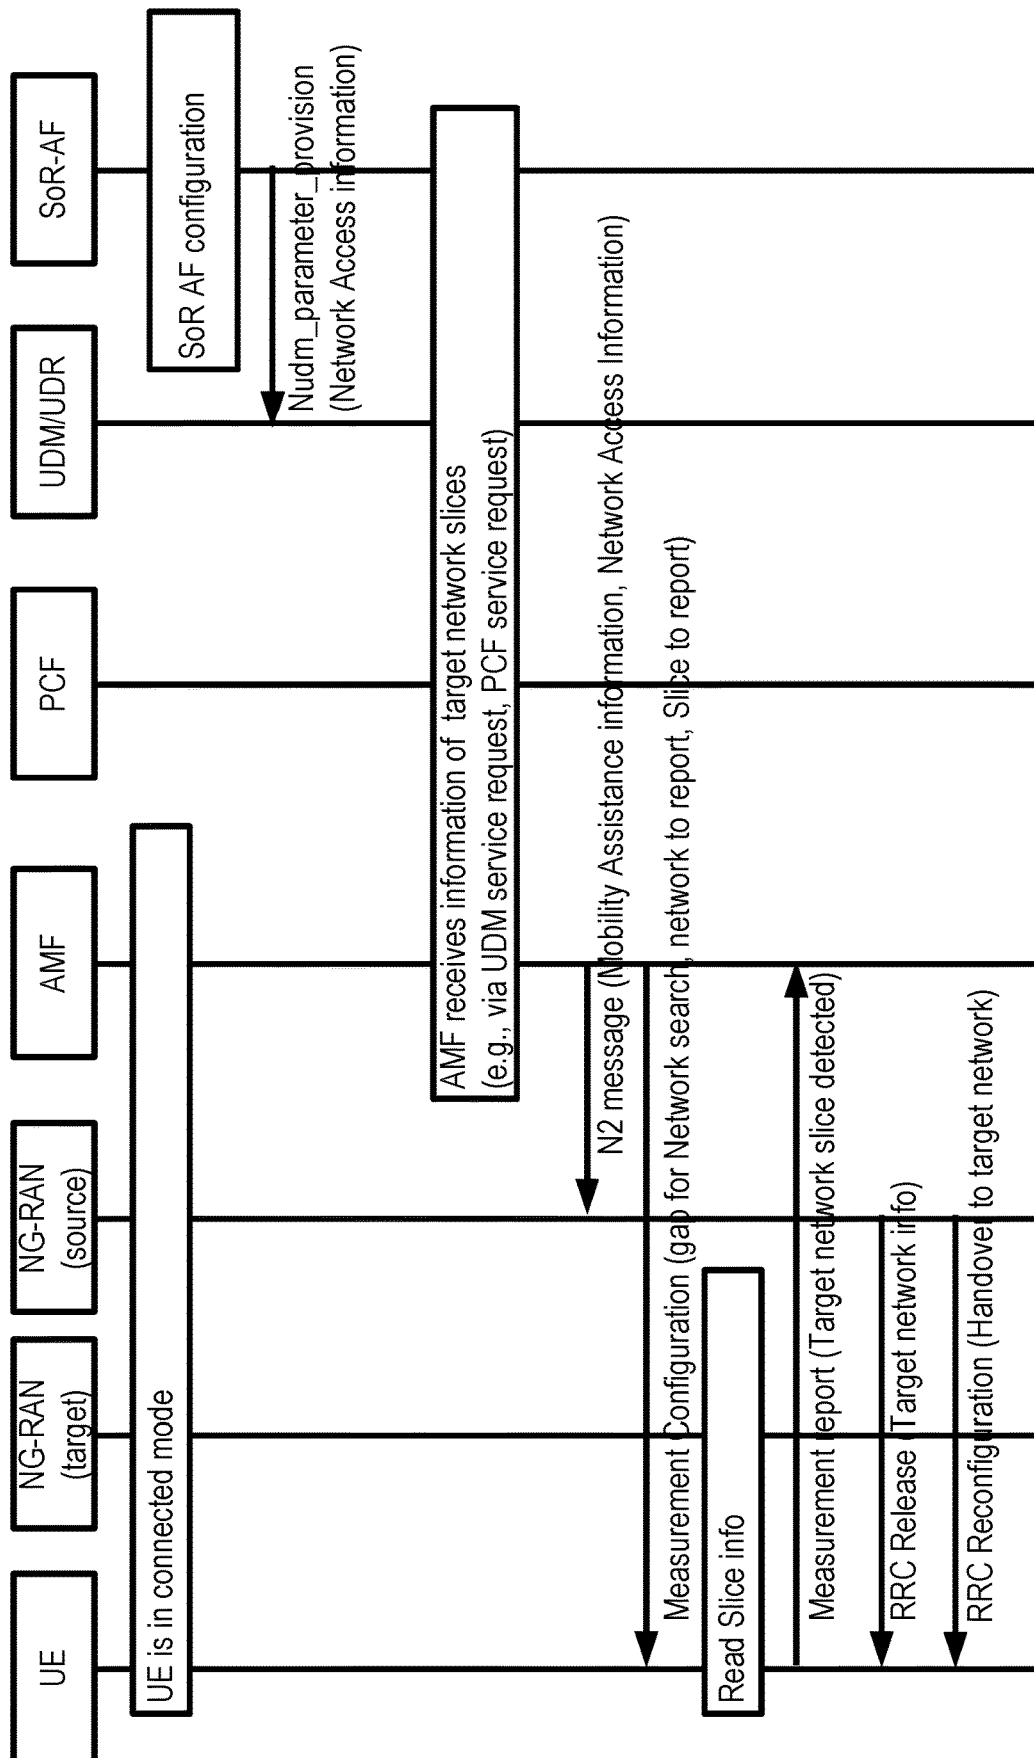 UE
NG-RAN
(target)
NG-RAN
(source)
AMF
PCF
UDM/UDR
SoR-AF
UE is in connected mode
SoR AF configuration
Nudm_parameter_provision
(Network Access information)
AMF receives information of target network slices
(e.g., via UDM service request, PCF service request)
N2 message (Mobility Assistance information, Network Access Information)
Measurement Configuration (gap for Network search, network to report, Slice to report)
Read Slice info
Measurement report (Target network slice detected)
RRC Release (Target network info)
RRC Reconfiguration (Handover to target network)